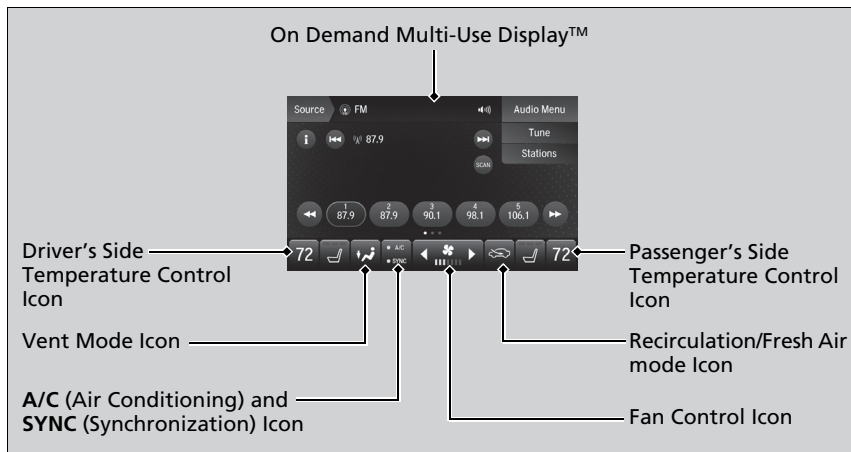 On Demand Multi-Use Display™
Source FM Audio Menu
i 87.9 Tune
SCAN Stations
1 2 3 4 5
87.9 87.9 90.1 98.1 106.1
72 A/C SYNC 72
Driver's Side
Temperature Control
Icon
Vent Mode Icon
A/C (Air Conditioning) and
SYNC (Synchronization) Icon
Passenger's Side
Temperature Control
Icon
Recirculation/Fresh Air
mode Icon
Fan Control Icon